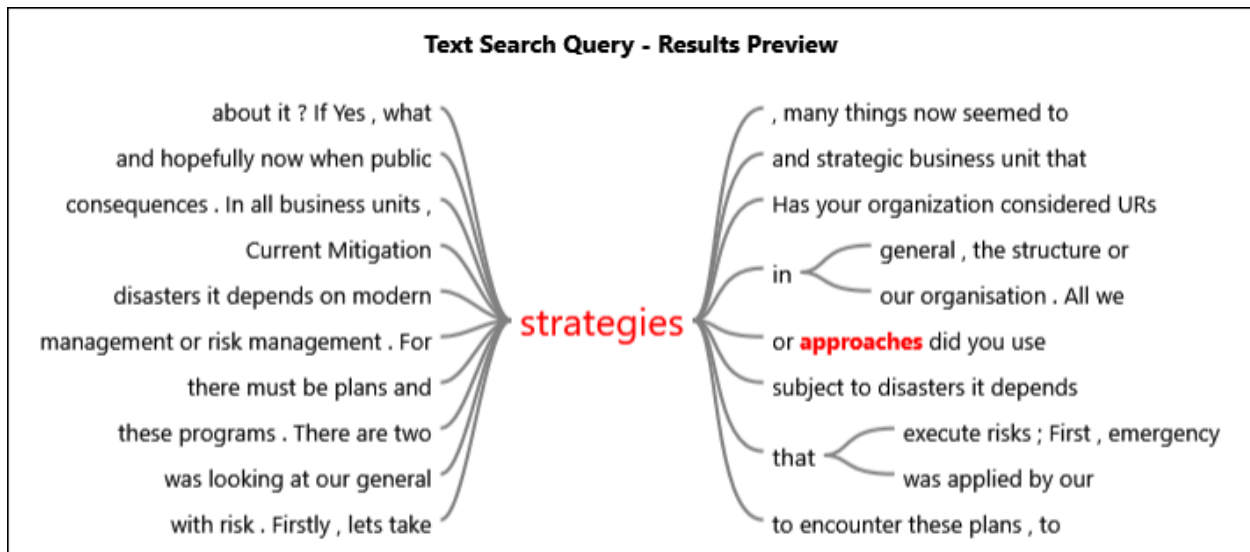 Text Search Query - Results Preview
about it ? If Yes , what
and hopefully now when public
consequences . In all business units ,
Current Mitigation
disasters it depends on modern
management or risk management . For
there must be plans and
these programs . There are two
was looking at our general
with risk . Firstly , lets take
strategies
, many things now seemed to
and strategic business unit that
Has your organization considered URs
in
general , the structure or
our organisation . All we
or approaches did you use
subject to disasters it depends
that
execute risks ; First , emergency
was applied by our
to encounter these plans , to